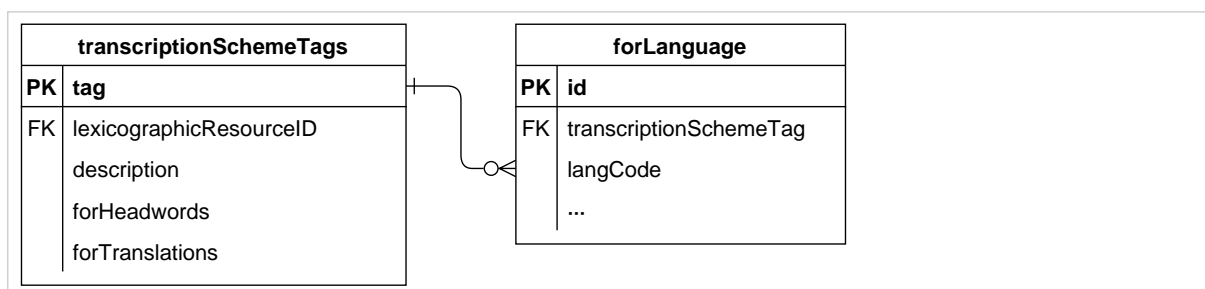 transcriptionSchemeTags
PK tag
FK lexicographicResourceID
description
forHeadwords
forTranslations
forLanguage
PK id
FK transcriptionSchemeTag
langCode
...